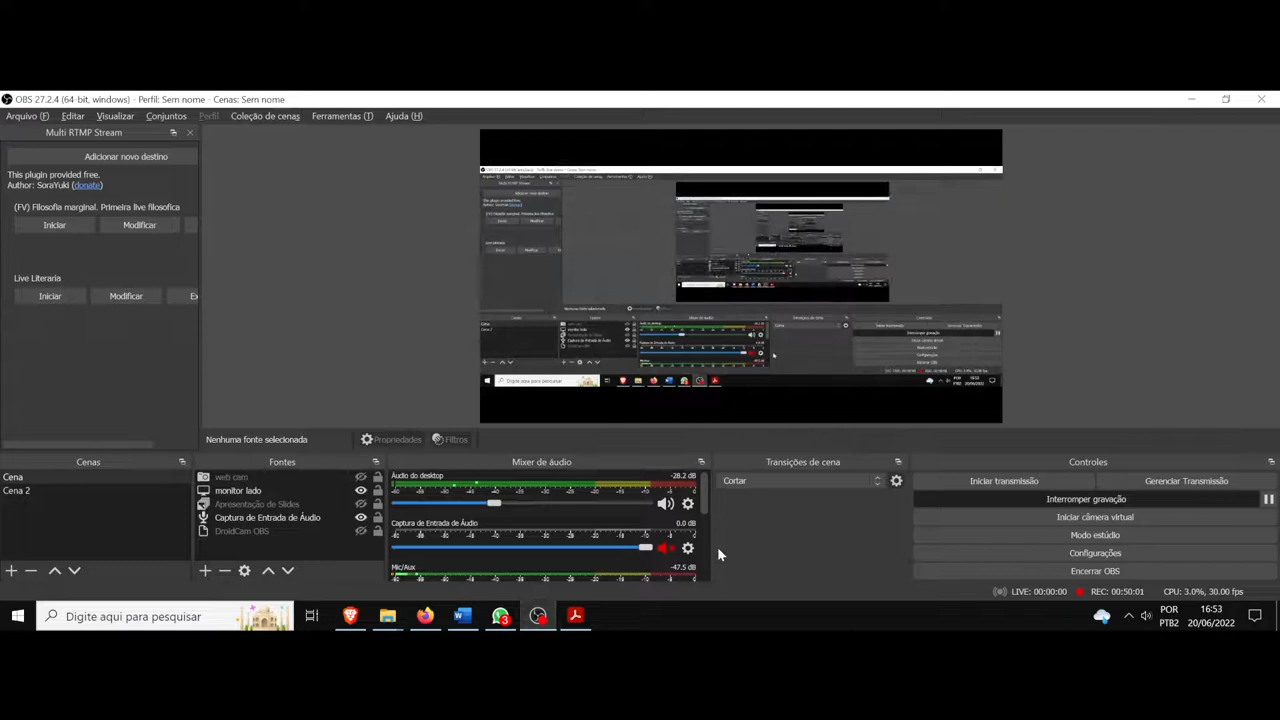 OBS 27.2.4 (64-bit, windows) - Perfil: Sem nome - Cenas: Sem nome
Arquivo (F) Editar Visualizar Conjuntos Perfil Coleção de cenas Ferramentas (T) Ajuda (H)
Multi RTMP Stream
Adicionar novo destino
This plugin provided free.
Author: SoraYuki (donate)
(FV) Filosofia marginal. Primeira live filosofica
Iniciar Modificar
Live Literaria
Iniciar Modificar Ex
Nenhuma fonte selecionada Propriedades Filtros
Cenas
Cena
Cena 2
Fontes
web cam
monitor lado
Apresentação de Slides
Captura de Entrada de Áudio
DroidCam OBS
Mixer de áudio
Áudio do desktop -28.2 dB
Captura de Entrada de Áudio 0.0 dB
Mic/Aux -47.5 dB
Transições de cena
Cortar
Controles
Iniciar transmissão Gerenciar Transmissão
Interromper gravação
Iniciar câmera virtual
Modo estúdio
Configurações
Encerrar OBS
LIVE: 00:00:00 REC: 00:50:01 CPU: 3.0%, 30.00 fps
Digite aqui para pesquisar
3
POR
PTB2
16:53
20/06/2022